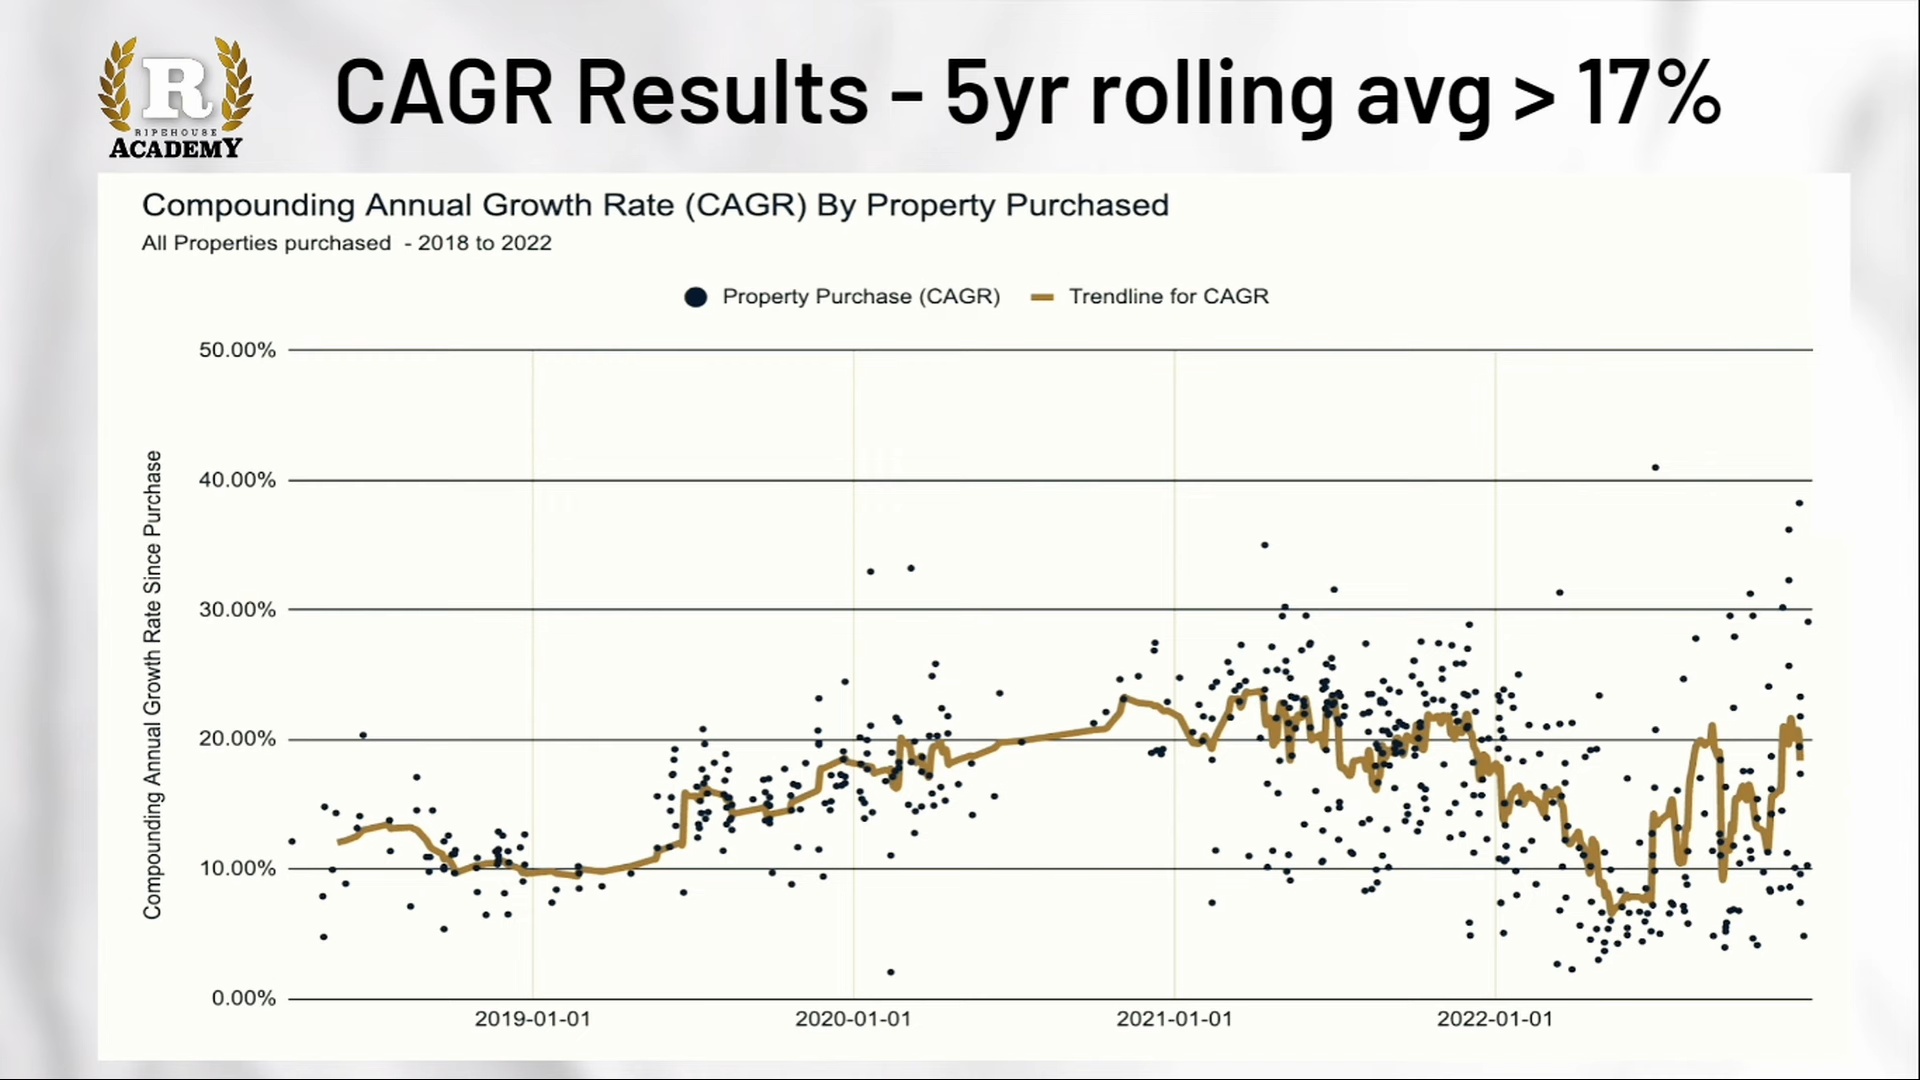 R
RIPEHOUSE
ACADEMY
CAGR Results - 5yr rolling avg > 17%
Compounding Annual Growth Rate (CAGR) By Property Purchased
All Properties purchased - 2018 to 2022
Property Purchase (CAGR)
Trendline for CAGR
Compounding Annual Growth Rate Since Purchase
50.00%
40.00%
30.00%
20.00%
10.00%
0.00%
2019-01-01
2020-01-01
2021-01-01
2022-01-01